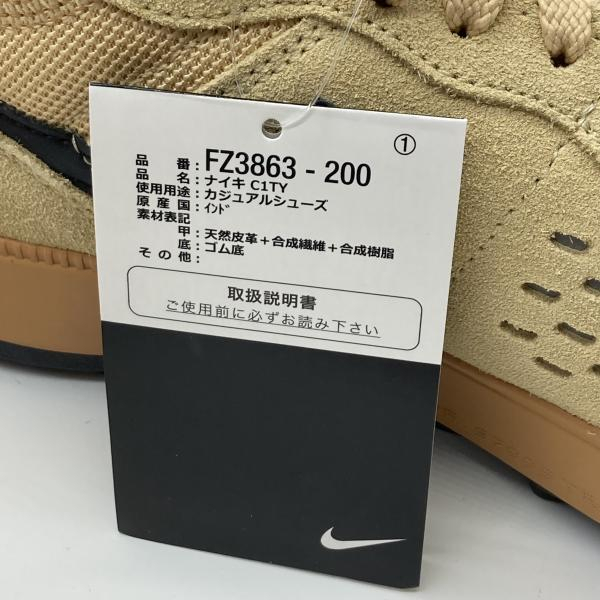 ①
品 番: FZ3863 - 200
品 名: ナイキ C1TY
使用用途: カジュアルシューズ
原 産 国: インド
素材表記
甲: 天然皮革+合成繊維+合成樹脂
底: ゴム底
そ の 他:
取扱説明書
ご使用前に必ずお読み下さい